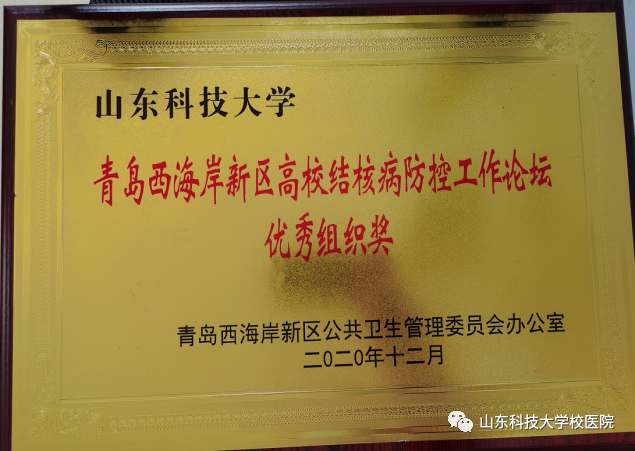 山东科技大学
青岛西海岸新区高校结核病防控工作论坛
优秀组织奖
青岛西海岸新区公共卫生管理委员会办公室
二0二0年十二月
山东科技大学校医院